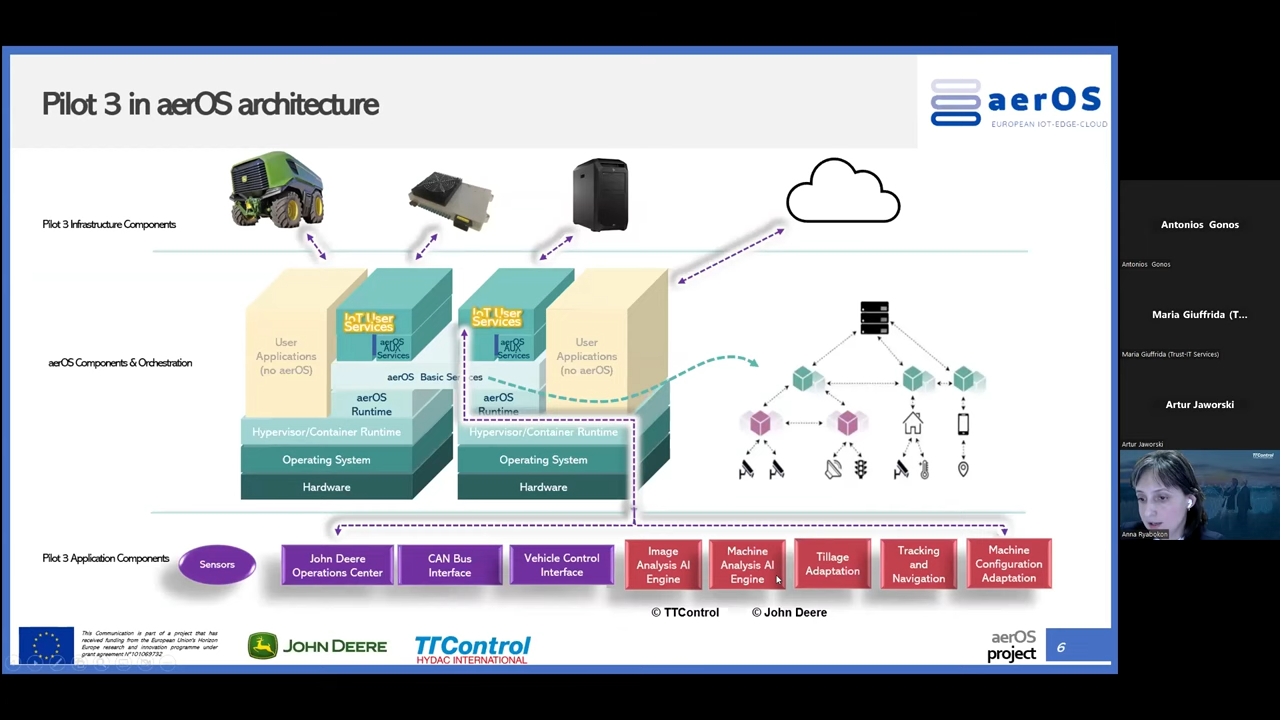 Pilot 3 in aerOS architecture
aerOS
EUROPEAN IOT-EDGE-CLOUD
Pilot 3 Infrastructure Components
aerOS Components & Orchestration
User
Applications
(no aerOS)
IoT User
Services
aerOS
AUX
Services
IoT User
Services
aerOS
AUX
Services
User
Applications
(no aerOS)
aerOS Basic Services
aerOS
Runtime
aerOS
Runtime
Hypervisor/Container Runtime
Hypervisor/Container Runtime
Operating System
Operating System
Hardware
Hardware
Pilot 3 Application Components
Sensors
John Deere
Operations Center
CAN Bus
Interface
Vehicle Control
Interface
Image
Analysis AI
Engine
Machine
Analysis AI
Engine
Tillage
Adaptation
Tracking
and
Navigation
Machine
Configuration
Adaptation
© TTControl
© John Deere
This Communication is part of a project that has
received funding from the European Union's Horizon
Europe research and innovation programme under
grant agreement N°101069732
JOHN DEERE
TTControl
HYDAC INTERNATIONAL
aerOS
project
6
Antonios Gonos
Antonios Gonos
Maria Giuffrida (T...
Maria Giuffrida (Trust-IT Services)
Artur Jaworski
Artur Jaworski
TTControl
Anna Ryabokon